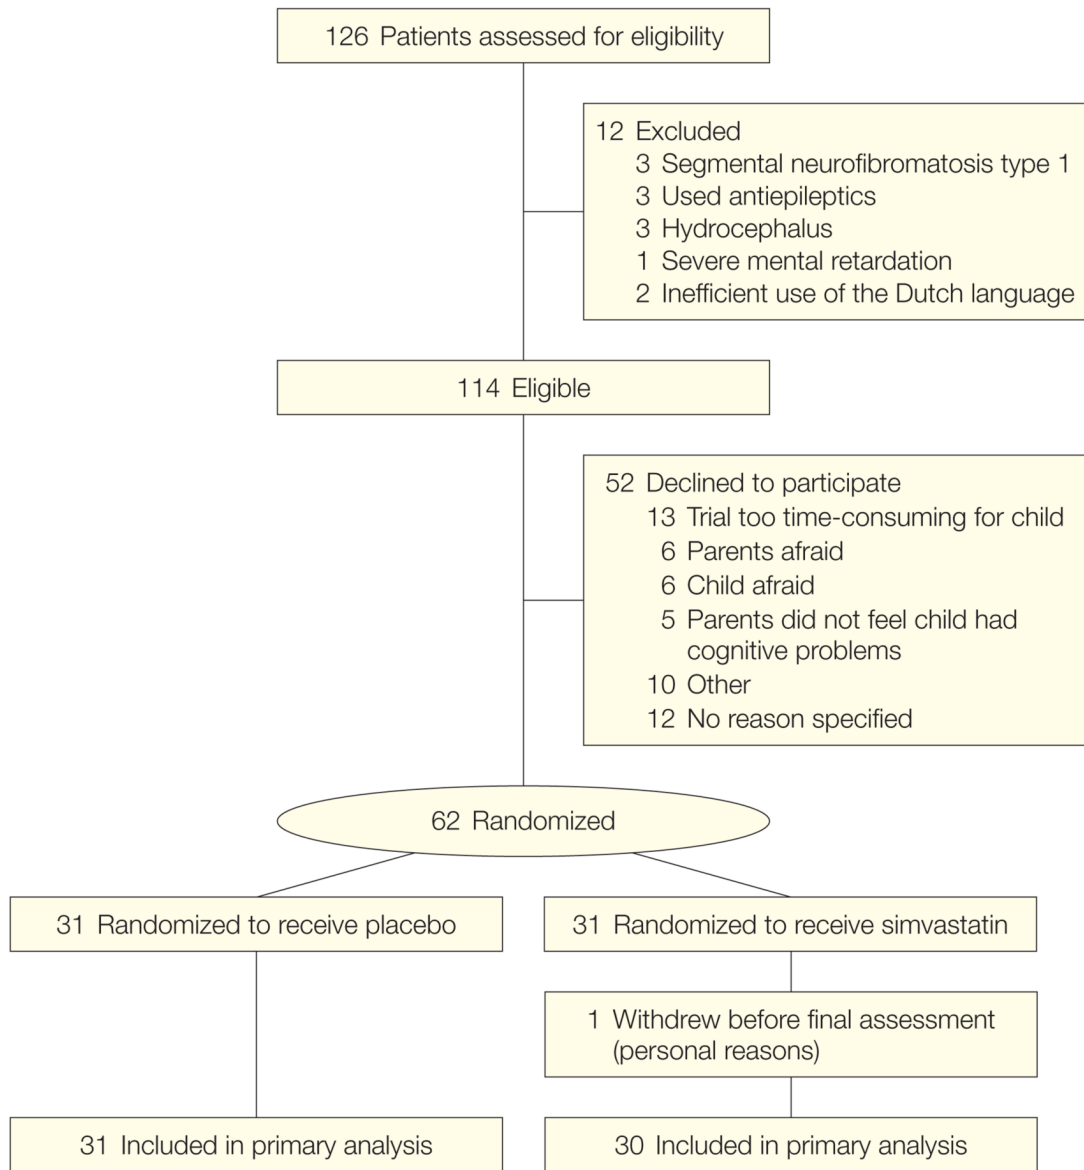 126 Patients assessed for eligibility
12 Excluded
3 Segmental neurofibromatosis type 1
3 Used antiepileptics
3 Hydrocephalus
1 Severe mental retardation
2 Inefficient use of the Dutch language
114 Eligible
52 Declined to participate
13 Trial too time-consuming for child
6 Parents afraid
6 Child afraid
5 Parents did not feel child had
cognitive problems
10 Other
12 No reason specified
62 Randomized
31 Randomized to receive placebo
31 Randomized to receive simvastatin
1 Withdrew before final assessment
(personal reasons)
31 Included in primary analysis
30 Included in primary analysis